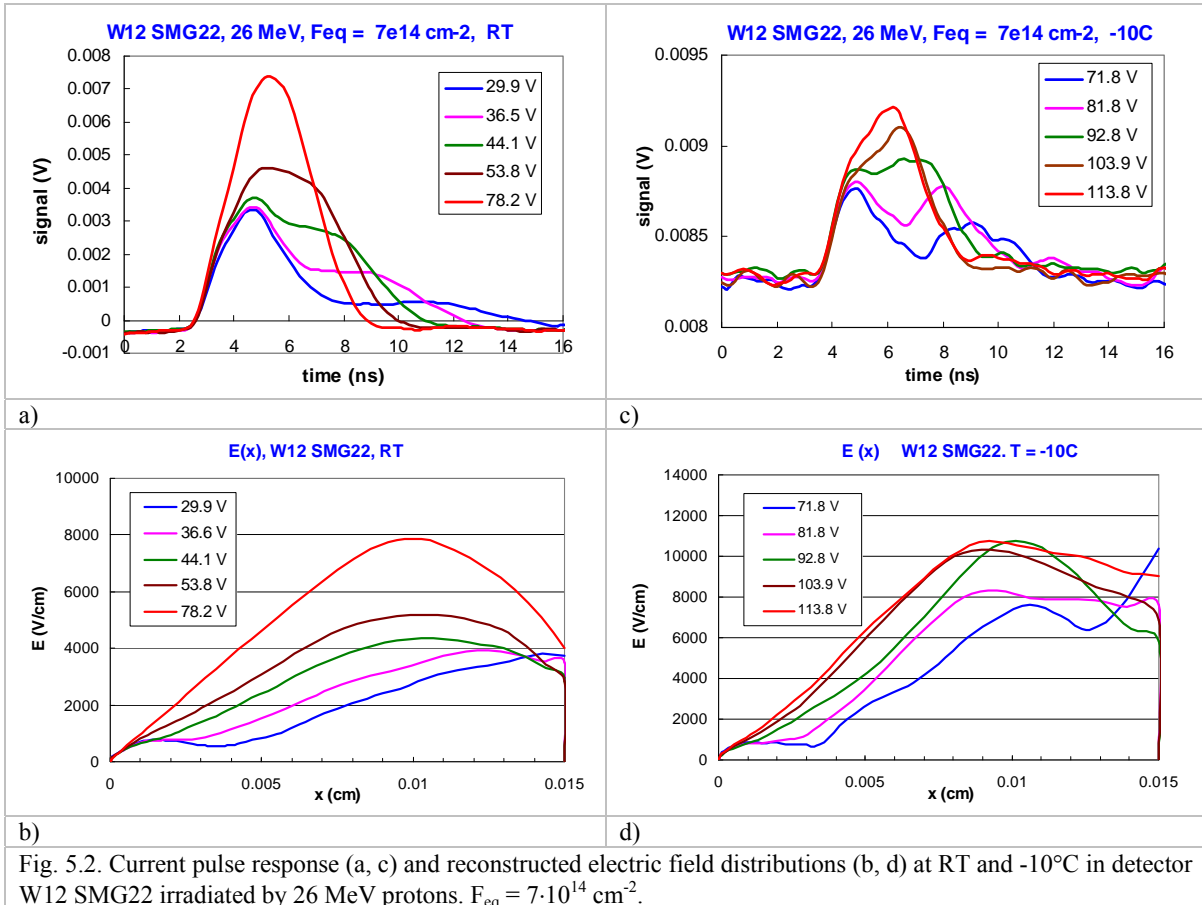 W12 SMG22, 26 MeV, Feq = 7e14 cm-2, RT
0.008
0.007
0.006
0.005
0.004
0.003
0.002
0.001
0
-0.001
signal (V)
29.9 V
36.5 V
44.1 V
53.8 V
78.2 V
0 2 4 6 8 10 12 14 16
time (ns)
a)
W12 SMG22, 26 MeV, Feq = 7e14 cm-2, -10C
0.0095
0.009
0.0085
0.008
signal (V)
71.8 V
81.8 V
92.8 V
103.9 V
113.8 V
0 2 4 6 8 10 12 14 16
time (ns)
c)
E(x), W12 SMG22, RT
10000
8000
6000
4000
2000
0
E (V/cm)
29.9 V
36.6 V
44.1 V
53.8 V
78.2 V
0 0.005 0.01 0.015
x (cm)
b)
E (x) W12 SMG22. T = -10C
14000
12000
10000
8000
6000
4000
2000
0
E (V/cm)
71.8 V
81.8 V
92.8 V
103.9 V
113.8 V
0 0.005 0.01 0.015
x (cm)
d)
Fig. 5.2. Current pulse response (a, c) and reconstructed electric field distributions (b, d) at RT and -10°C in detector
W12 SMG22 irradiated by 26 MeV protons. F<sub>eq</sub> = 7·10<sup>14</sup> cm<sup>-2</sup>.